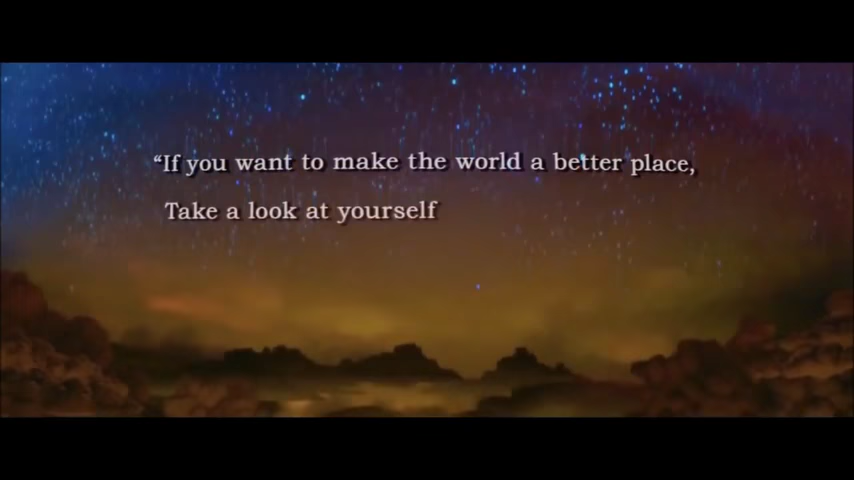 “If you want to make the world a better place,
Take a look at yourself